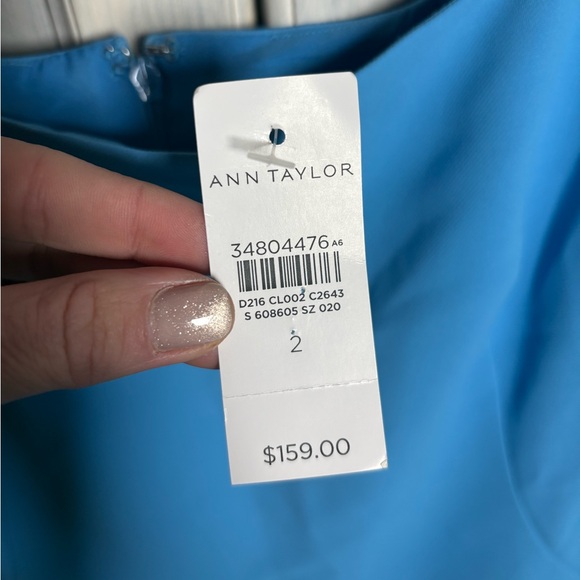 ANN TAYLOR
34804476 A6
D216 CL002 C2643
S 608605 SZ 020
2
$159.00